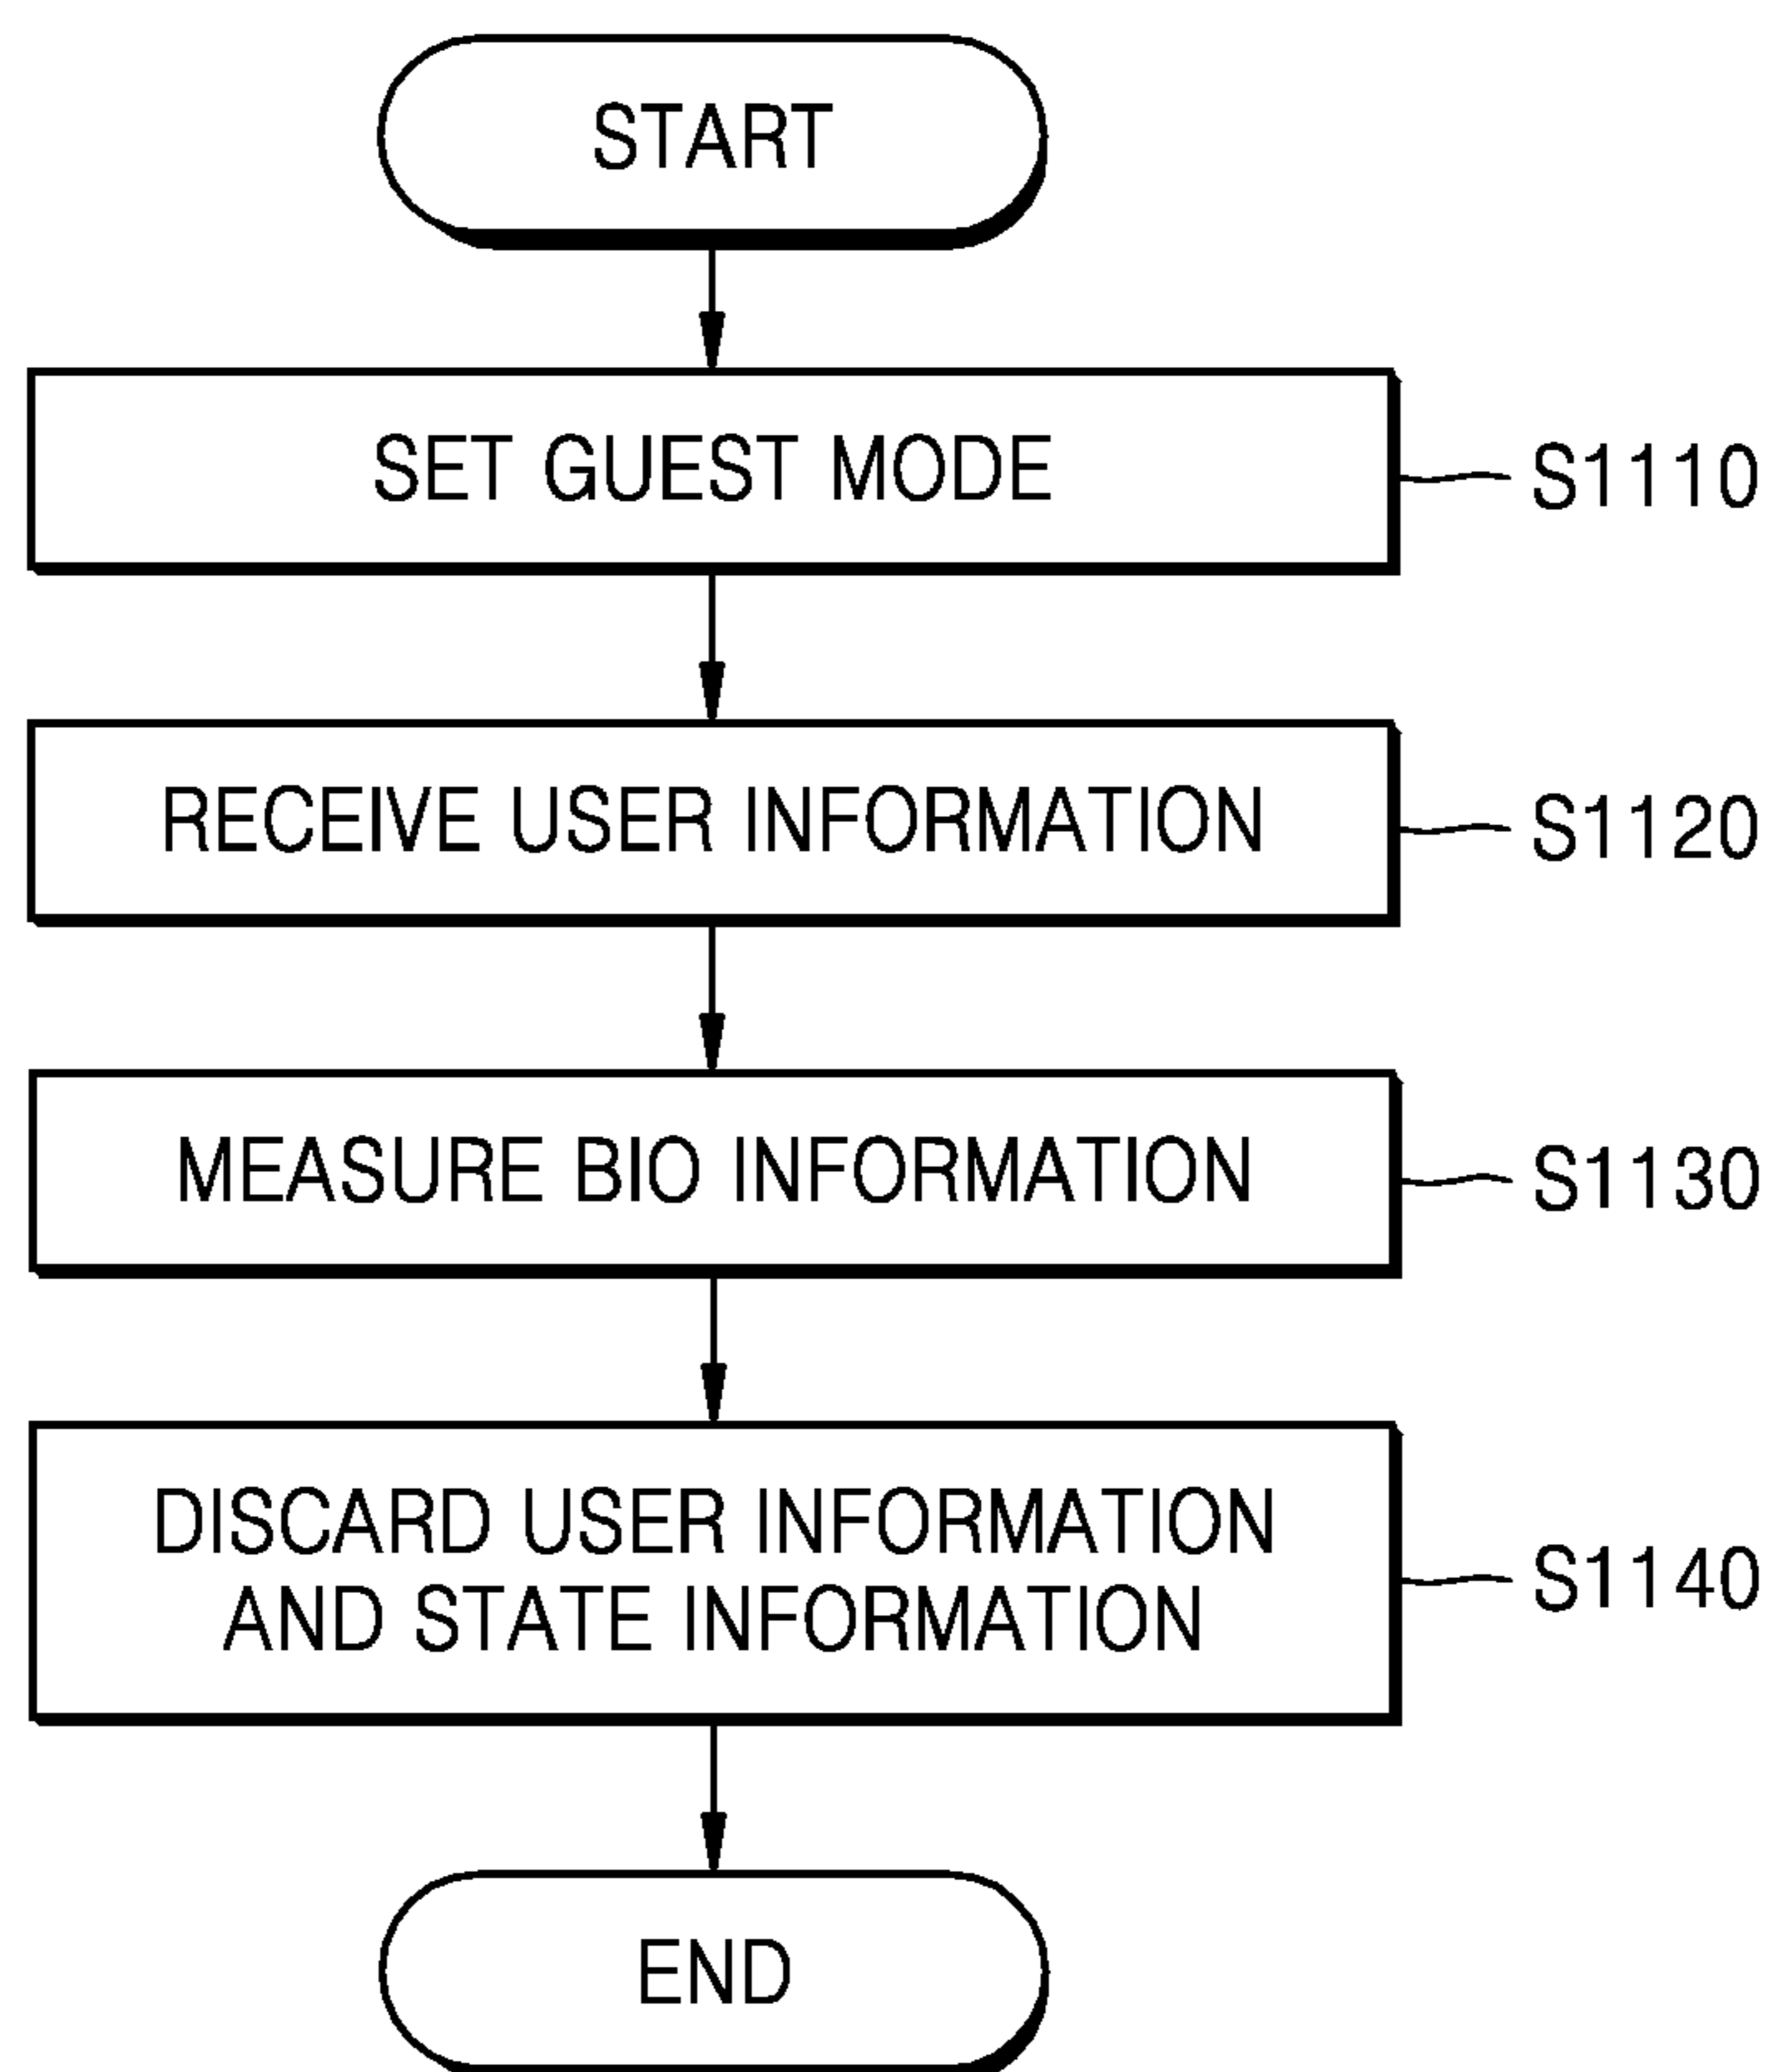 START
SET GUEST MODE
S1110
RECEIVE USER INFORMATION
S1120
MEASURE BIO INFORMATION
S1130
DISCARD USER INFORMATION
AND STATE INFORMATION
S1140
END